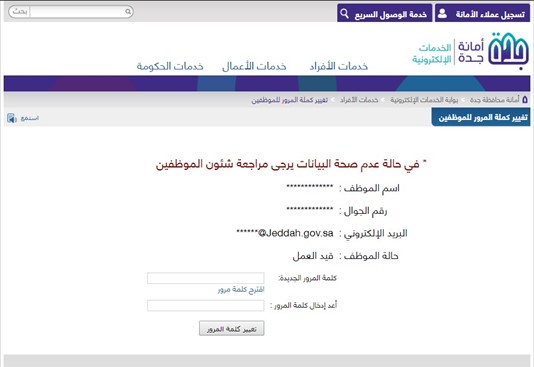 تسجيل عملاء الأمانة
خدمة الوصول السريع
بحث
أمانة جدة
الخدمات الإلكترونية
خدمات الأفراد
خدمات الأعمال
خدمات الحكومة
أمانة محافظة جدة
بوابة الخدمات الإلكترونية
خدمات الأفراد
تغيير كملة المرور للموظفين
تغيير كملة المرور للموظفين
استمع
* في حالة عدم صحة البيانات يرجى مراجعة شئون الموظفين
اسم الموظف : *************
رقم الجوال : *************
البريد الإلكتروني : ******@Jeddah.gov.sa
حالة الموظف : قيد العمل
كلمة المرور الجديدة:
اقترح كلمة مرور
أعد إدخال كلمة المرور :
تغيير كلمة المرور